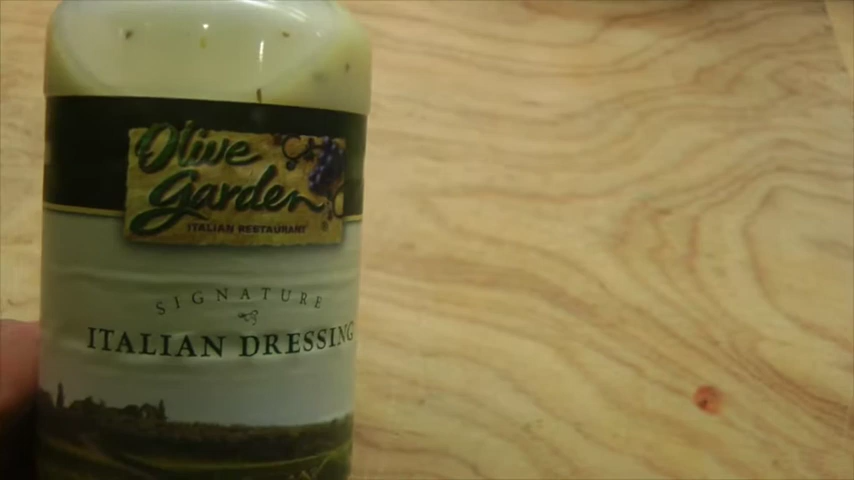 Olive
Garden
ITALIAN RESTAURANT
SIGNATURE
ITALIAN DRESSING